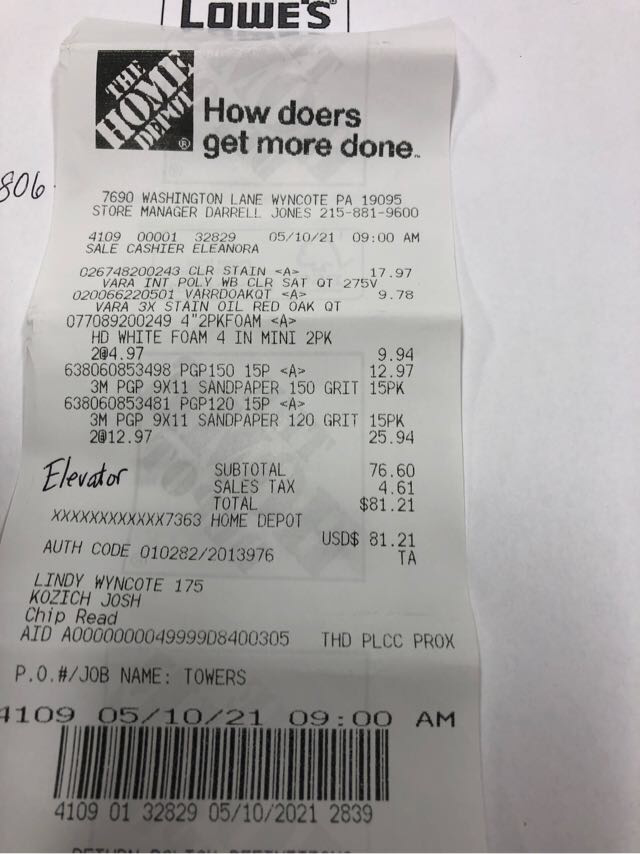 LOWE'S
THE
HOME
DEPOT
How doers
get more done.
806
7690 WASHINGTON LANE WYNCOTE PA 19095
STORE MANAGER DARRELL JONES 215-881-9600
4109 00001 32829 05/10/21 09:00 AM
SALE CASHIER ELEANORA
026748200243 CLR STAIN <A> 17.97
VARA INT POLY WB CLR SAT QT 275V
020066220501 VARRDOAKQT <A> 9.78
VARA 3X STAIN OIL RED OAK QT
077089200249 4"2PKFOAM <A>
HD WHITE FOAM 4 IN MINI 2PK
2@4.97 9.94
638060853498 PGP150 15P <A> 12.97
3M PGP 9X11 SANDPAPER 150 GRIT 15PK
638060853481 PGP120 15P <A>
3M PGP 9X11 SANDPAPER 120 GRIT 15PK
2@12.97 25.94
Elevator
SUBTOTAL 76.60
SALES TAX 4.61
TOTAL $81.21
XXXXXXXXXXXX7363 HOME DEPOT
USD$ 81.21
AUTH CODE 010282/2013976 TA
LINDY WYNCOTE 175
KOZICH JOSH
Chip Read
AID A0000000049999D8400305 THD PLCC PROX
P.O.#/JOB NAME: TOWERS
4109 05/10/21 09:00 AM
4109 01 32829 05/10/2021 2839